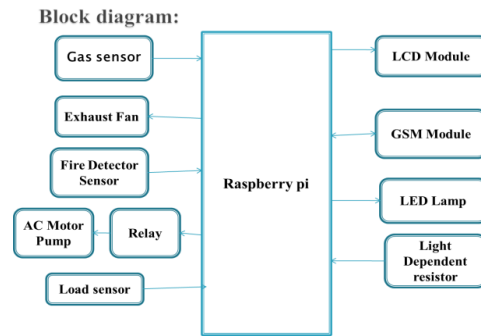 Block diagram:
Gas sensor
Exhaust Fan
Fire Detector
Sensor
AC Motor
Pump
Relay
Load sensor
Raspberry pi
LCD Module
GSM Module
LED Lamp
Light
Dependent
resistor